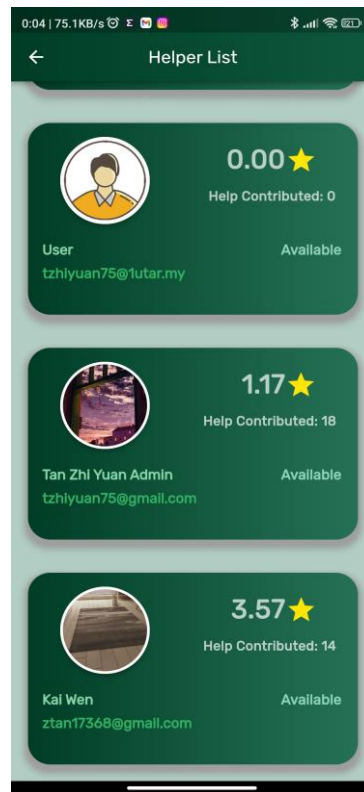 0:04 | 75.1KB/s
21
Helper List
0.00
Help Contributed: 0
User
Available
tzhiyuan75@1utar.my
1.17
Help Contributed: 18
Tan Zhi Yuan Admin
Available
tzhiyuan75@gmail.com
3.57
Help Contributed: 14
Kai Wen
Available
ztan17368@gmail.com